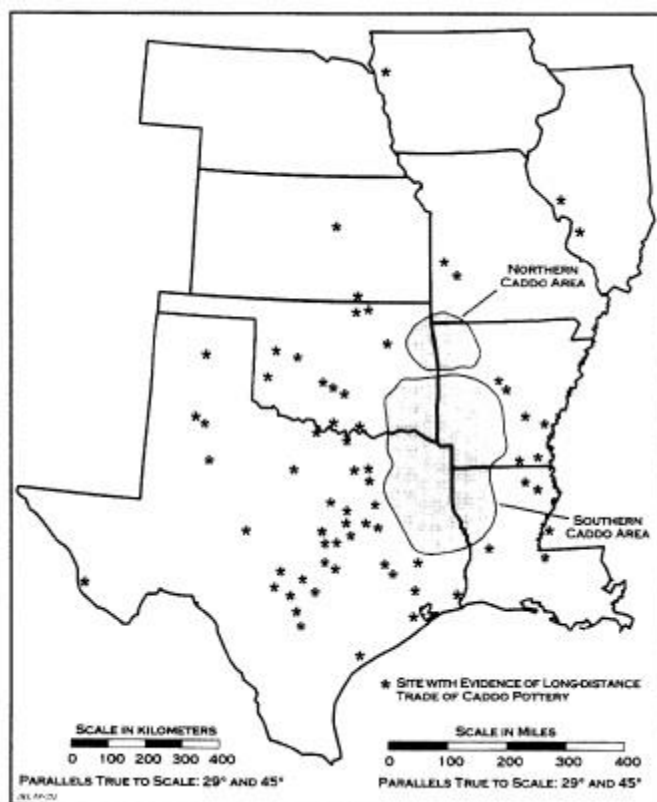 NORTHERN
CADDO AREA
SOUTHERN
CADDO AREA
* SITE WITH EVIDENCE OF LONG-DISTANCE
TRADE OF CADDO POTTERY
SCALE IN KILOMETERS
0 100 200 300 400
PARALLELS TRUE TO SCALE: 29° AND 45°
SCALE IN MILES
0 100 200 300 400
PARALLELS TRUE TO SCALE: 29° AND 45°